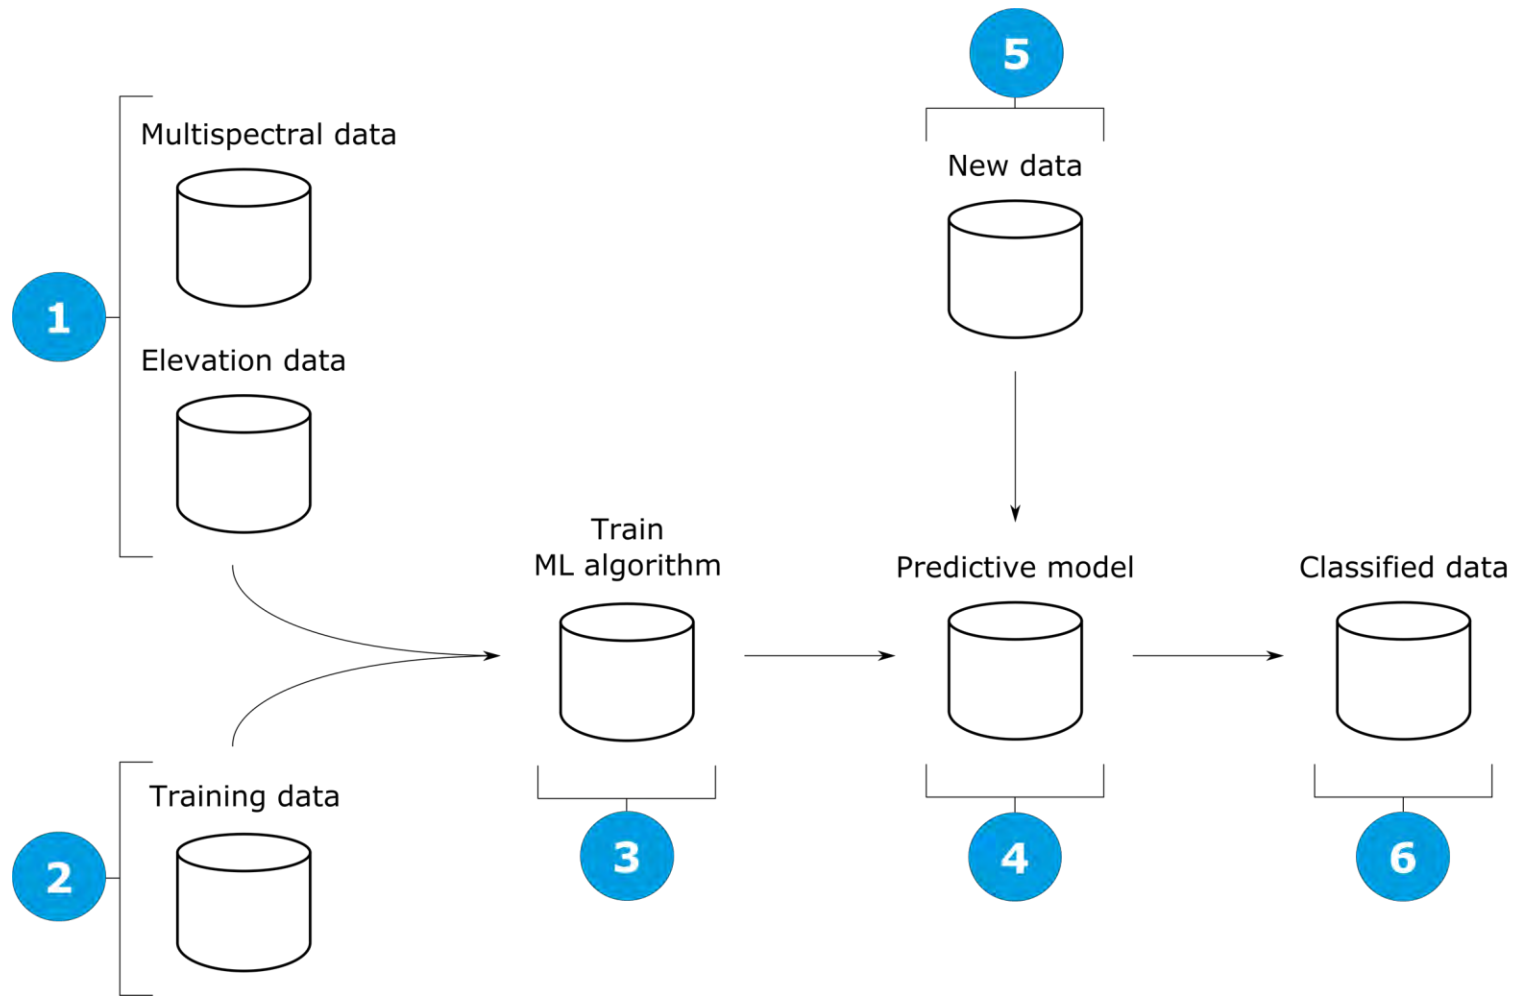 5
Multispectral data
New data
1
Elevation data
Train
ML algorithm
Predictive model
Classified data
Training data
2
3
4
6